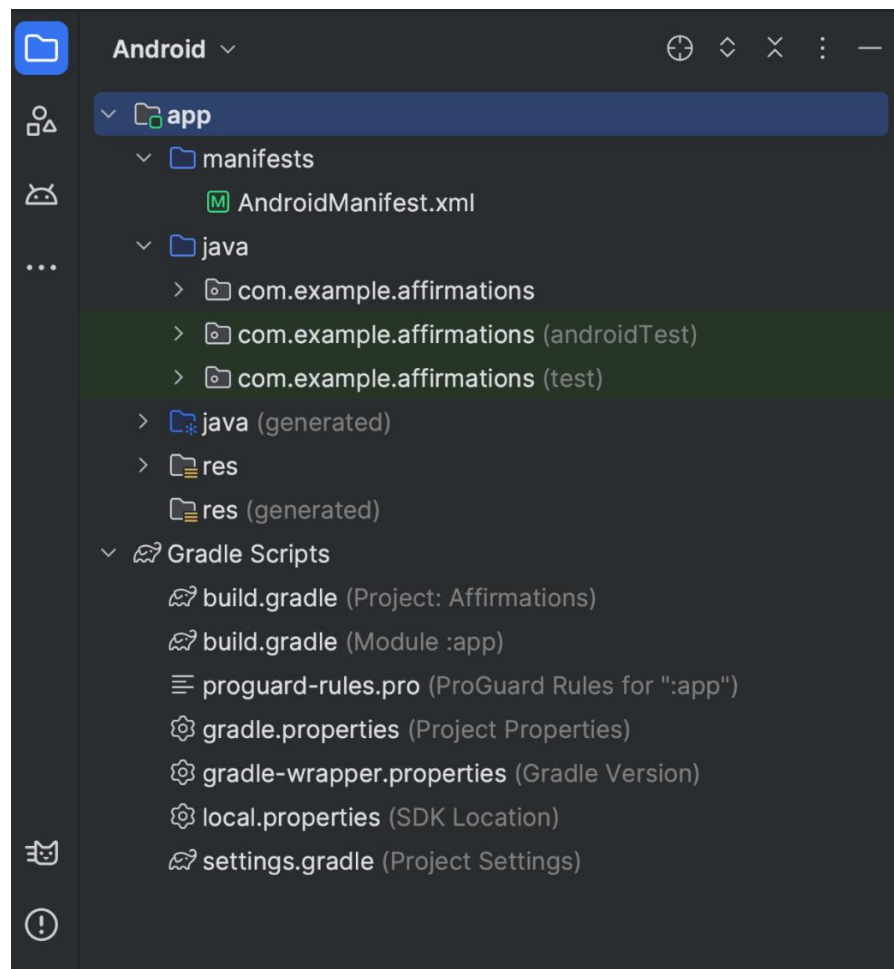 Android
app
manifests
M AndroidManifest.xml
java
com.example.affirmations
com.example.affirmations (androidTest)
com.example.affirmations (test)
java (generated)
res
res (generated)
Gradle Scripts
build.gradle (Project: Affirmations)
build.gradle (Module :app)
proguard-rules.pro (ProGuard Rules for ":app")
gradle.properties (Project Properties)
gradle-wrapper.properties (Gradle Version)
local.properties (SDK Location)
settings.gradle (Project Settings)